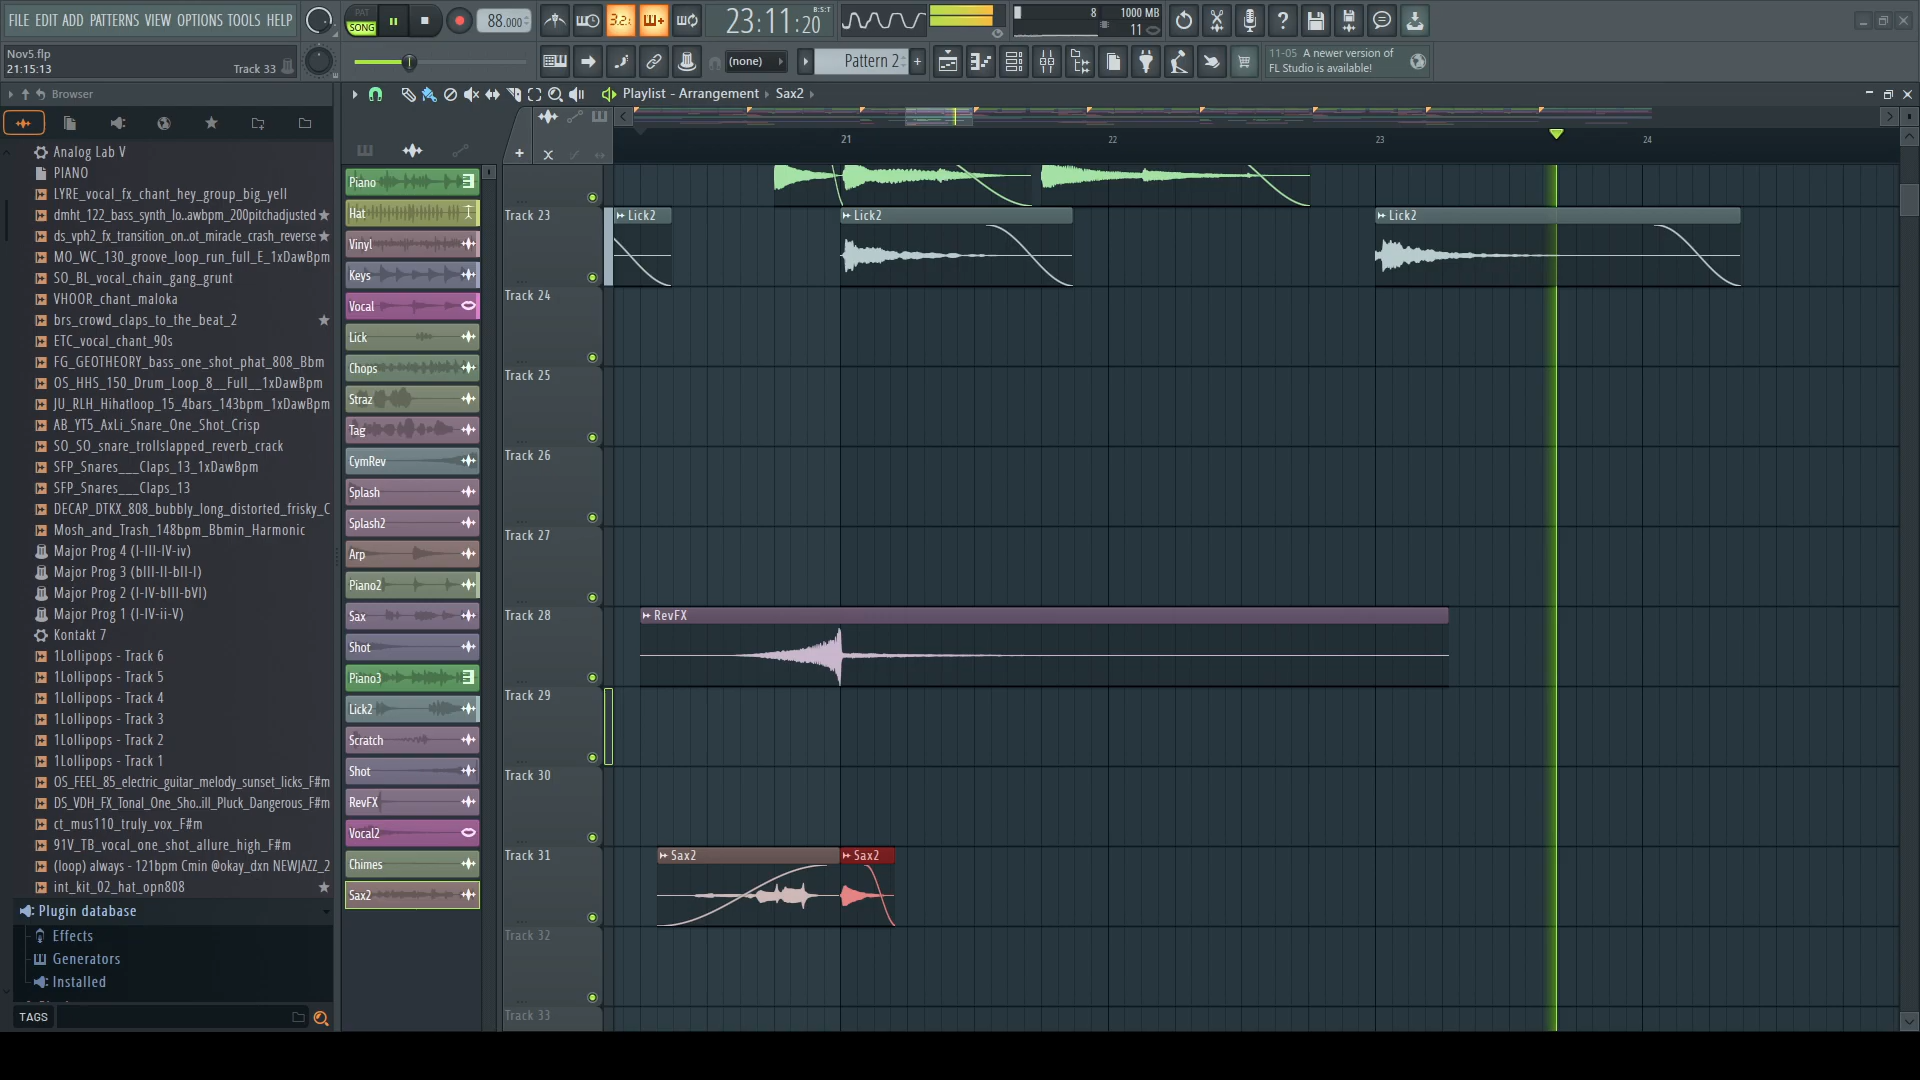 FILE EDIT ADD PATTERNS VIEW OPTIONS TOOLS HELP
PAT
SONG
88.000
3.2.
23:11:20
B:S:T
8
1000 MB
11
Nov5.flp
21:15:13
Track 33
(none)
Pattern 2
+
11-05 A newer version of
FL Studio is available!
Browser
Playlist - Arrangement
Sax2
Analog Lab V
PIANO
LYRE_vocal_fx_chant_hey_group_big_yell
dmht_122_bass_synth_lo..awbpm_200pitchadjusted
ds_vph2_fx_transition_on..ot_miracle_crash_reverse
MO_WC_130_groove_loop_run_full_E_1xDawBpm
SO_BL_vocal_chain_gang_grunt
VHOOR_chant_maloka
brs_crowd_claps_to_the_beat_2
ETC_vocal_chant_90s
FG_GEOTHEORY_bass_one_shot_phat_808_Bbm
OS_HHS_150_Drum_Loop_8__Full__1xDawBpm
JU_RLH_Hihatloop_15_4bars_143bpm_1xDawBpm
AB_YT5_AxLi_Snare_One_Shot_Crisp
SO_SO_snare_trollslapped_reverb_crack
SFP_Snares___Claps_13_1xDawBpm
SFP_Snares___Claps_13
DECAP_DTKX_808_bubbly_long_distorted_frisky_C
Mosh_and_Trash_148bpm_Bbmin_Harmonic
Major Prog 4 (I-III-IV-iv)
Major Prog 3 (bIII-II-bII-I)
Major Prog 2 (I-IV-bIII-bVI)
Major Prog 1 (I-IV-ii-V)
Kontakt 7
1Lollipops - Track 6
1Lollipops - Track 5
1Lollipops - Track 4
1Lollipops - Track 3
1Lollipops - Track 2
1Lollipops - Track 1
OS_FEEL_85_electric_guitar_melody_sunset_licks_F#m
DS_VDH_FX_Tonal_One_Sho..ill_Pluck_Dangerous_F#m
ct_mus110_truly_vox_F#m
91V_TB_vocal_one_shot_allure_high_F#m
(loop) always - 121bpm Cmin @okay_dxn NEWJAZZ_2
int_kit_02_hat_opn808
Plugin database
Effects
Generators
Installed
TAGS
Piano
Hat
Vinyl
Keys
Vocal
Lick
Chops
Straz
Tag
CymRev
Splash
Splash2
Arp
Piano2
Sax
Shot
Piano3
Lick2
Scratch
Shot
RevFX
Vocal2
Chimes
Sax2
21
22
23
24
Track 23
Lick2
Lick2
Lick2
Track 24
Track 25
Track 26
Track 27
Track 28
RevFX
Track 29
Track 30
Track 31
Sax2
Sax2
Track 32
Track 33